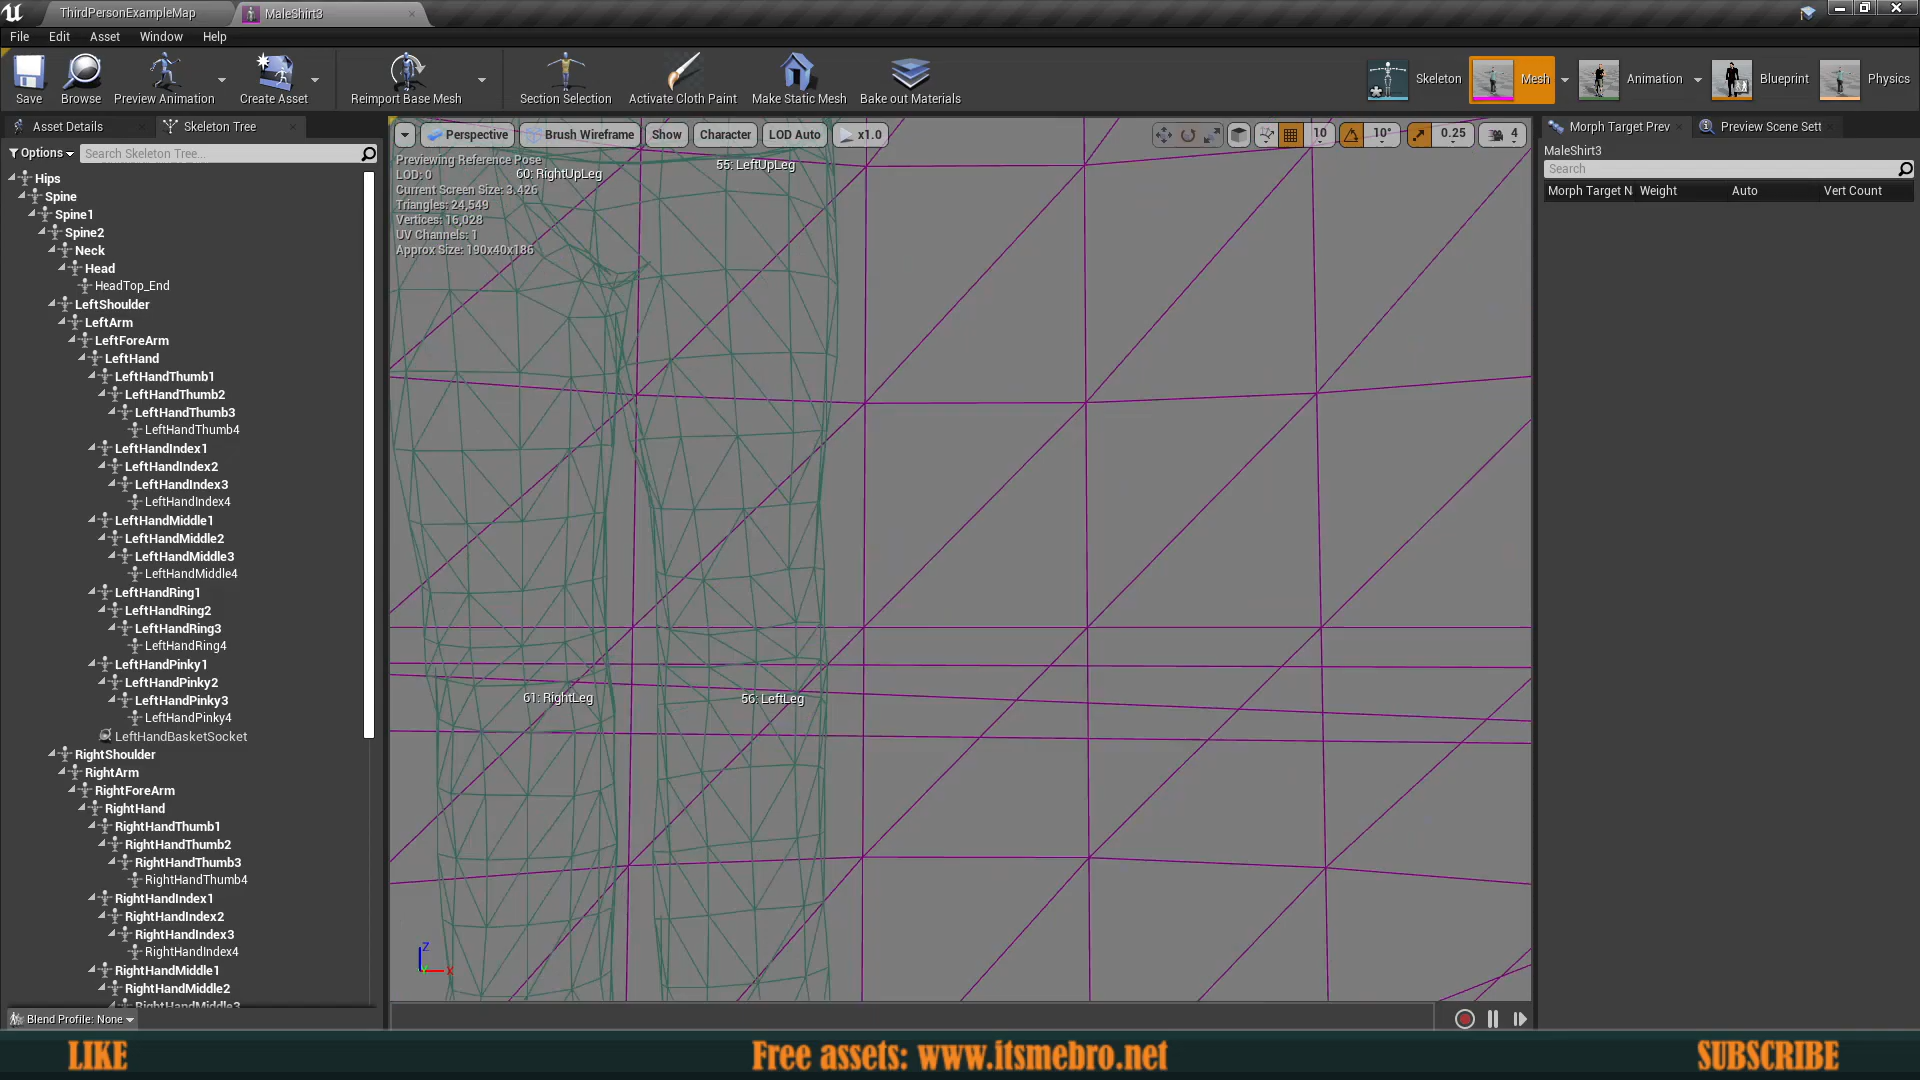 ThirdPersonExampleMap
MaleShirt3
File Edit Asset Window Help
Save
Browse
Preview Animation
Create Asset
Reimport Base Mesh
Section Selection
Activate Cloth Paint
Make Static Mesh
Bake out Materials
Skeleton
Mesh
Animation
Blueprint
Physics
Asset Details
Skeleton Tree
Options
Search Skeleton Tree...
Hips
Spine
Spine1
Spine2
Neck
Head
HeadTop_End
LeftShoulder
LeftArm
LeftForeArm
LeftHand
LeftHandThumb1
LeftHandThumb2
LeftHandThumb3
LeftHandThumb4
LeftHandIndex1
LeftHandIndex2
LeftHandIndex3
LeftHandIndex4
LeftHandMiddle1
LeftHandMiddle2
LeftHandMiddle3
LeftHandMiddle4
LeftHandRing1
LeftHandRing2
LeftHandRing3
LeftHandRing4
LeftHandPinky1
LeftHandPinky2
LeftHandPinky3
LeftHandPinky4
LeftHandBasketSocket
RightShoulder
RightArm
RightForeArm
RightHand
RightHandThumb1
RightHandThumb2
RightHandThumb3
RightHandThumb4
RightHandIndex1
RightHandIndex2
RightHandIndex3
RightHandIndex4
RightHandMiddle1
RightHandMiddle2
RightHandMiddle3
Blend Profile: None
Perspective
Brush Wireframe
Show
Character
LOD Auto
x1.0
10
10°
0.25
4
Previewing Reference Pose
LOD: 0
Current Screen Size: 3.426
Triangles: 24,549
Vertices: 16,028
UV Channels: 1
Approx Size: 190x40x186
60: RightUpLeg
55: LeftUpLeg
61: RightLeg
56: LeftLeg
Z
X
Morph Target Prev
Preview Scene Sett
MaleShirt3
Search
Morph Target N Weight Auto Vert Count
LIKE
Free assets: www.itsmebro.net
SUBSCRIBE